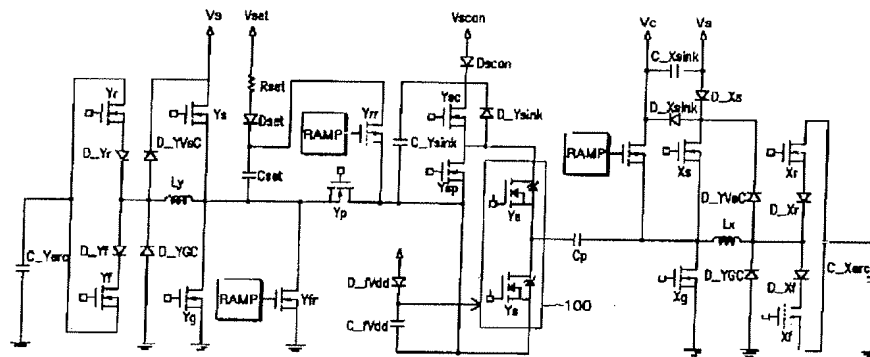 Vs
Vset
Vscan
Vc
Vs
C_Xsink
Dscan
Yr
Ys
Rset
Dset
RAMP
Yrr
Ysc
D_Ysink
C_Ysink
D_Xs
D_Xsink
RAMP
D_Yr
D_YVsC
Cset
Ysp
Xs
Xr
Ly
Yp
Ys
D_YVsC
D_Xr
Lx
C_Yerc
D_Yf
D_YGC
Cp
D_fVdd
C_Xerc
Yf
Yg
RAMP
Yfr
C_fVdd
Ys
100
Xg
D_YGC
D_Xf
Xf